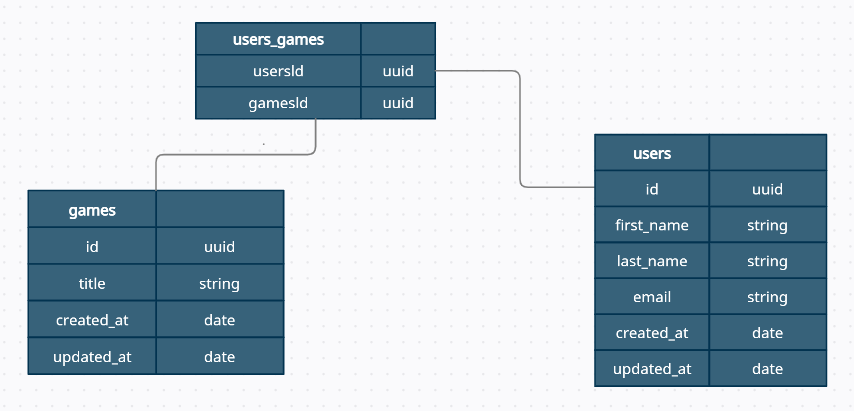 users_games
usersId uuid
gamesId uuid
users
id uuid
first_name string
last_name string
email string
created_at date
updated_at date
games
id uuid
title string
created_at date
updated_at date